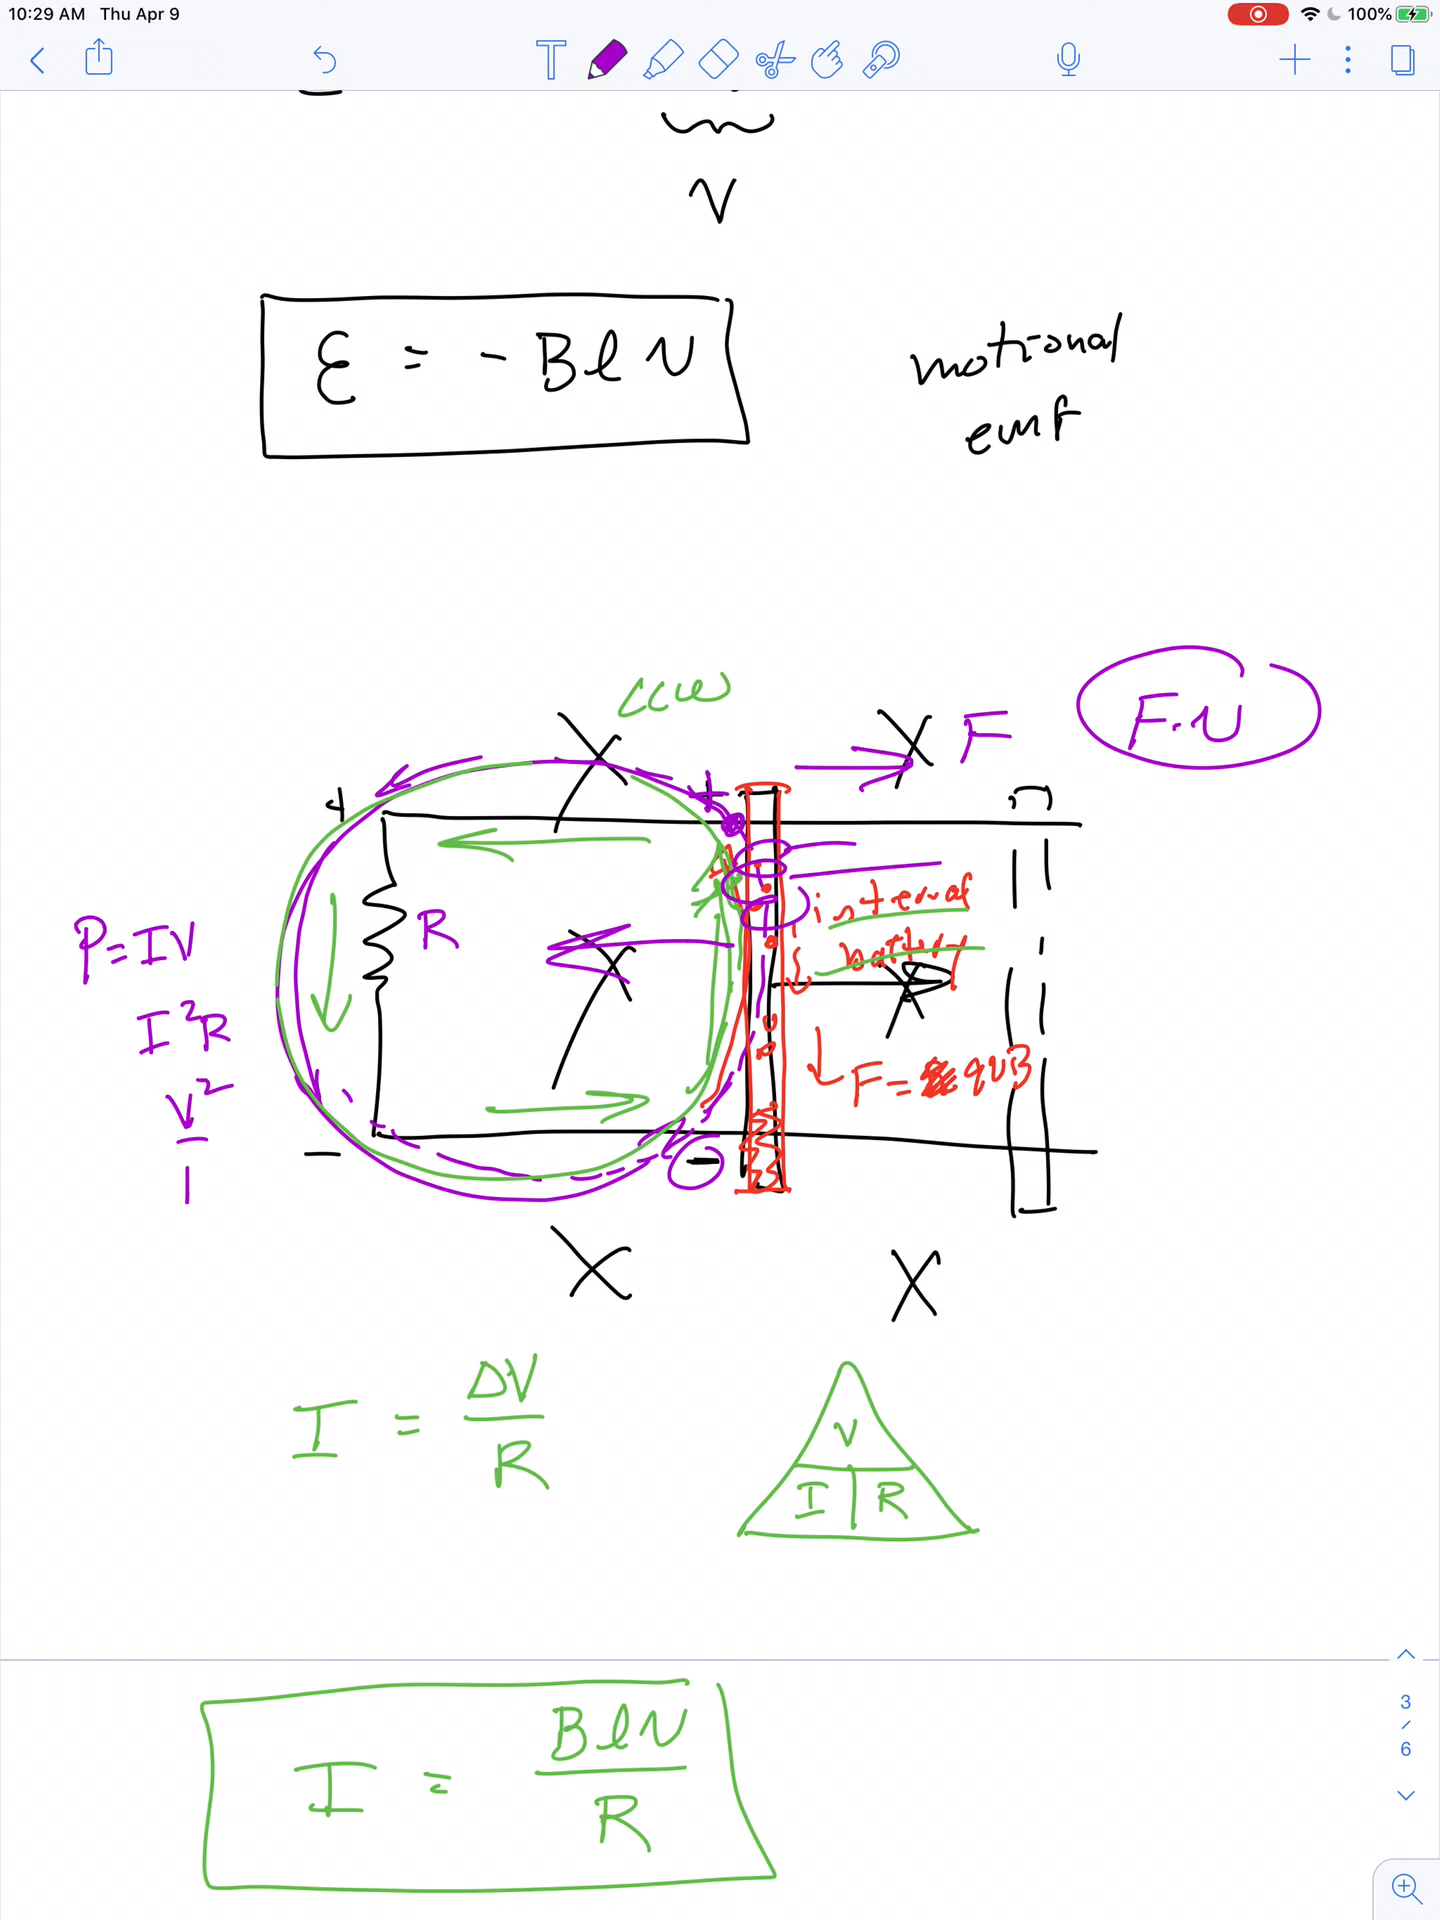 10:29 AM Thu Apr 9
100%
T
v
ℰ = - Blv
motional
emf
CCW
X X F
F·v
+ +
R
internal
battery
P=IV
I²R
V²
X X
F = qvB
- -
X X
I = ΔV
R
V
I | R
3
/
6
I = Blv
R